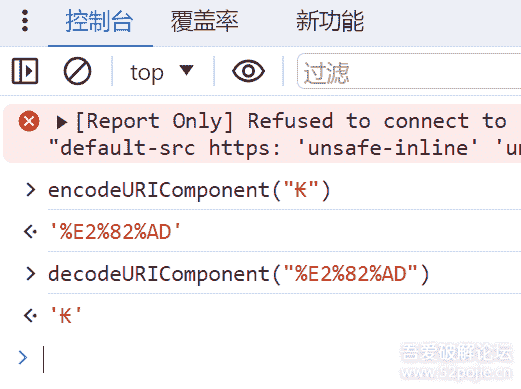 控制台 覆盖率 新功能
top 过滤
[Report Only] Refused to connect to
"default-src https: 'unsafe-inline' 'un
> encodeURIComponent("₭")
'%E2%82%AD'
> decodeURIComponent("%E2%82%AD")
'₭'
>
吾爱破解论坛
www.52pojie.cn